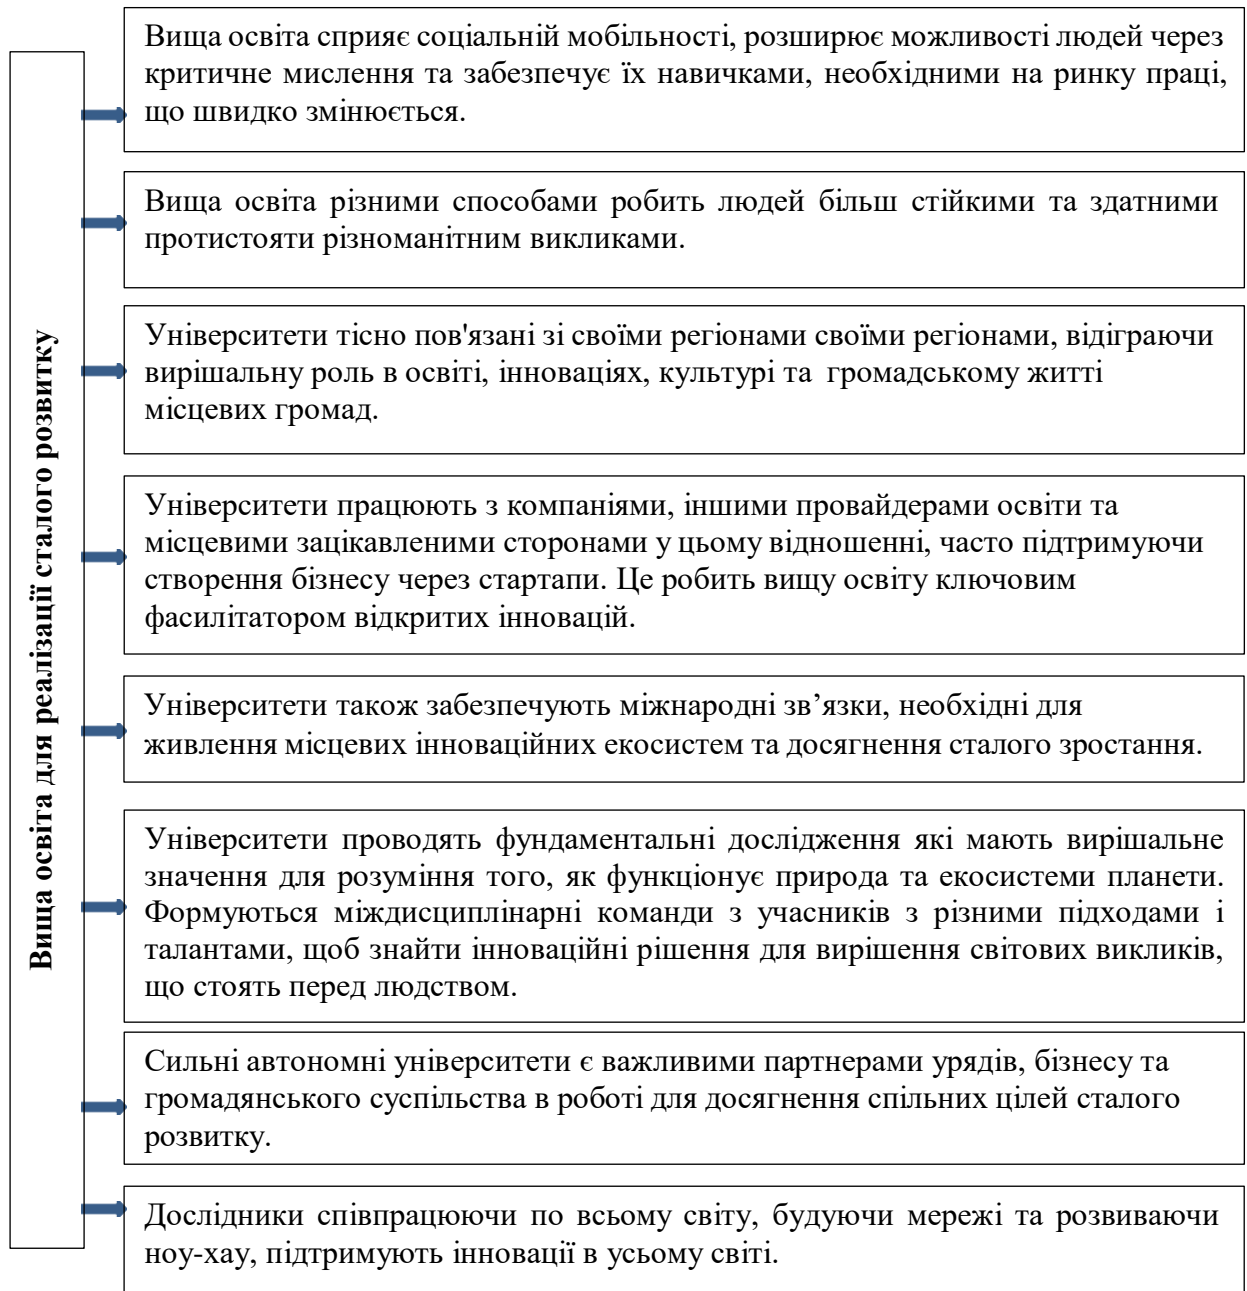 Вища освіта для реалізації сталого розвитку
Вища освіта сприяє соціальній мобільності, розширює можливості людей через
критичне мислення та забезпечує їх навичками, необхідними на ринку праці,
що швидко змінюється.
Вища освіта різними способами робить людей більш стійкими та здатними
протистояти різноманітним викликами.
Університети тісно пов'язані зі своїми регіонами своїми регіонами, відіграючи
вирішальну роль в освіті, інноваціях, культурі та громадському житті
місцевих громад.
Університети працюють з компаніями, іншими провайдерами освіти та
місцевими зацікавленими сторонами у цьому відношенні, часто підтримуючи
створення бізнесу через стартапи. Це робить вищу освіту ключовим
фасилітатором відкритих інновацій.
Університети також забезпечують міжнародні зв’язки, необхідні для
живлення місцевих інноваційних екосистем та досягнення сталого зростання.
Університети проводять фундаментальні дослідження які мають вирішальне
значення для розуміння того, як функціонує природа та екосистеми планети.
Формуються міждисциплінарні команди з учасників з різними підходами і
талантами, щоб знайти інноваційні рішення для вирішення світових викликів,
що стоять перед людством.
Сильні автономні університети є важливими партнерами урядів, бізнесу та
громадянського суспільства в роботі для досягнення спільних цілей сталого
розвитку.
Дослідники співпрацюючи по всьому світу, будуючи мережі та розвиваючи
ноу-хау, підтримують інновації в усьому світі.